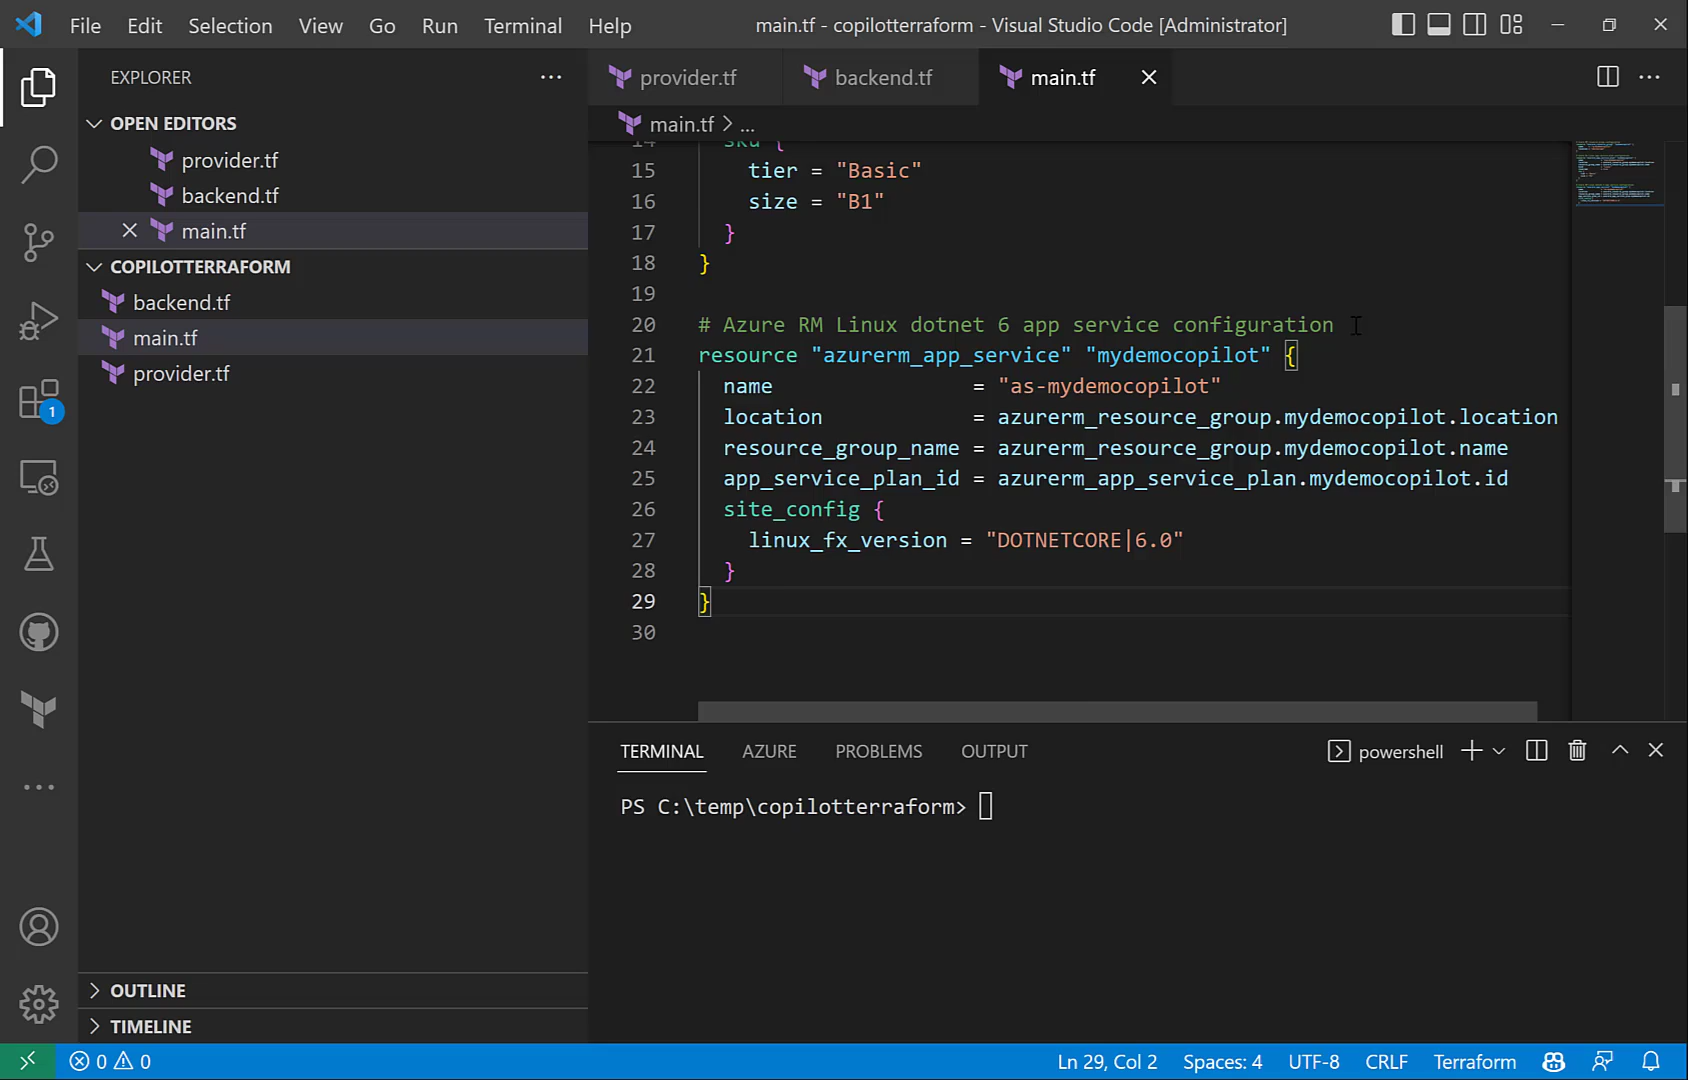 File Edit Selection View Go Run Terminal Help
main.tf - copilotterraform - Visual Studio Code [Administrator]
EXPLORER
OPEN EDITORS
provider.tf
backend.tf
main.tf
COPILOTTERRAFORM
backend.tf
main.tf
provider.tf
1
OUTLINE
TIMELINE
provider.tf backend.tf main.tf
main.tf > ...
14 sku {
15 tier = "Basic"
16 size = "B1"
17 }
18 }
19
20 # Azure RM Linux dotnet 6 app service configuration
21 resource "azurerm_app_service" "mydemocopilot" {
22 name = "as-mydemocopilot"
23 location = azurerm_resource_group.mydemocopilot.location
24 resource_group_name = azurerm_resource_group.mydemocopilot.name
25 app_service_plan_id = azurerm_app_service_plan.mydemocopilot.id
26 site_config {
27 linux_fx_version = "DOTNETCORE|6.0"
28 }
29 }
30
TERMINAL AZURE PROBLEMS OUTPUT
powershell
PS C:\temp\copilotterraform>
0 0
Ln 29, Col 2 Spaces: 4 UTF-8 CRLF Terraform